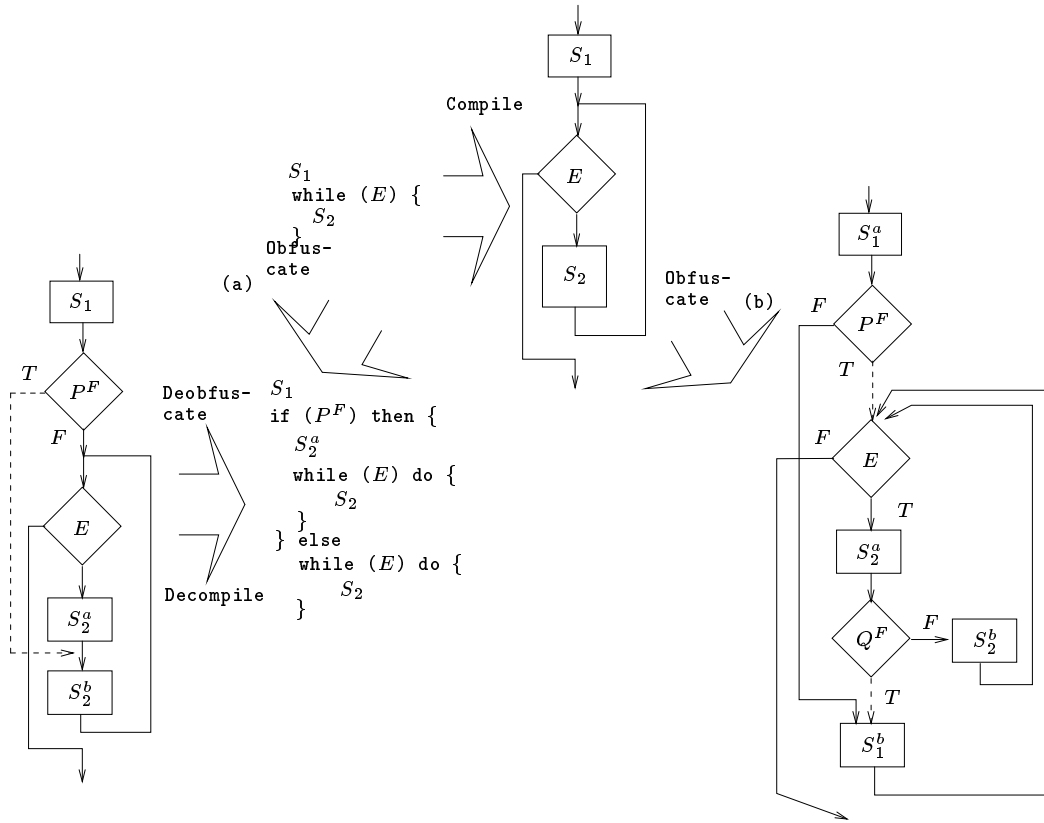 S₁
Compile
E
S₂
S₁
while (E) {
S₂
}
Obfus-
cate
(a)
Obfus-
cate
(b)
S₁
T
Pᶠ
F
E
S₂ᵃ
S₂ᵇ
Deobfus-
cate
Decompile
S₁
if (Pᶠ) then {
S₂ᵃ
while (E) do {
S₂
}
} else
while (E) do {
S₂
}
S₁ᵃ
F
Pᶠ
T
F
E
T
S₂ᵃ
Qᶠ
F
S₂ᵇ
T
S₁ᵇ